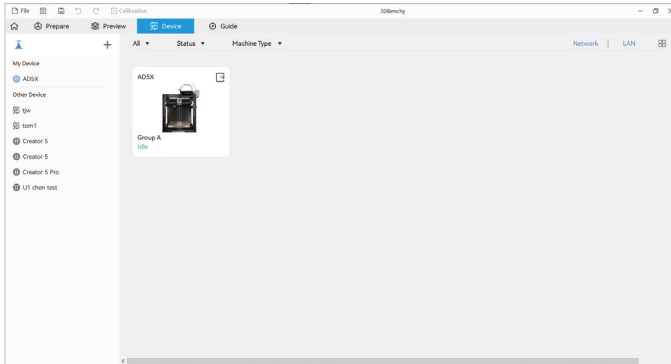 File Calibration 3DBenchy
Prepare Preview Device Guide
All Status Machine Type Network LAN
My Device
AD5X
Other Device
tjw
tom1
Creator 5
Creator 5
Creator 5 Pro
U1 chen test
AD5X
Group A
Idle